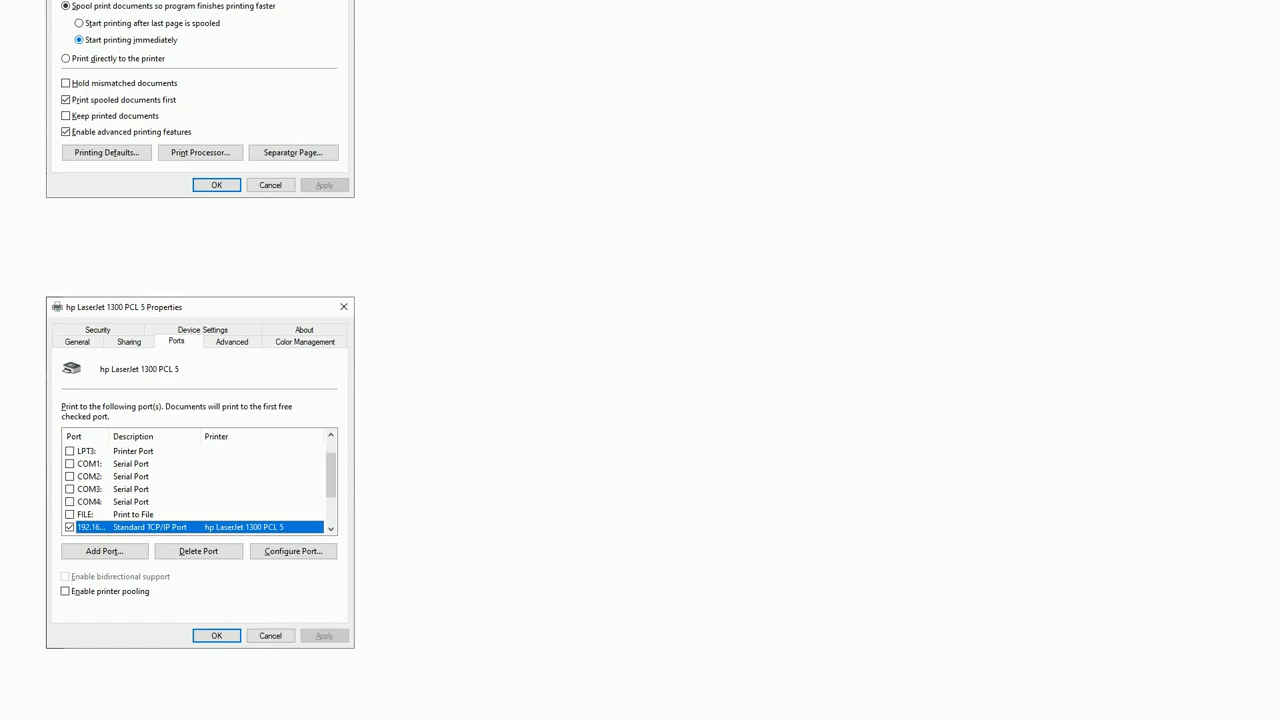 Spool print documents so program finishes printing faster
Start printing after last page is spooled
Start printing immediately
Print directly to the printer
Hold mismatched documents
Print spooled documents first
Keep printed documents
Enable advanced printing features
Printing Defaults... Print Processor... Separator Page...
OK Cancel Apply
hp LaserJet 1300 PCL 5 Properties
Security Device Settings About
General Sharing Ports Advanced Color Management
hp LaserJet 1300 PCL 5
Print to the following port(s). Documents will print to the first free
checked port.
Port Description Printer
LPT3: Printer Port
COM1: Serial Port
COM2: Serial Port
COM3: Serial Port
COM4: Serial Port
FILE: Print to File
192.16... Standard TCP/IP Port hp LaserJet 1300 PCL 5
Add Port... Delete Port Configure Port...
Enable bidirectional support
Enable printer pooling
OK Cancel Apply